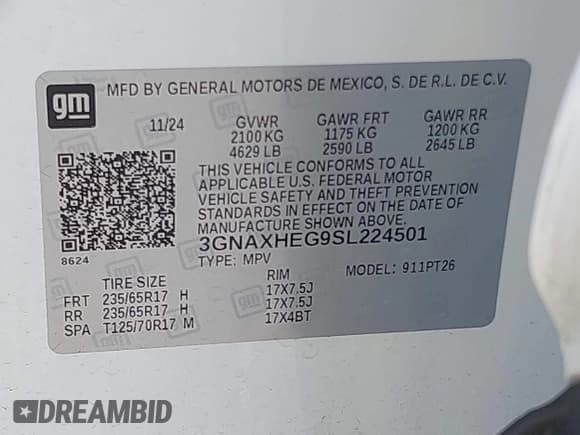 gm MFD BY GENERAL MOTORS DE MEXICO, S. DE R.L. DE C.V.
11/24 GVWR GAWR FRT GAWR RR
2100 KG 1175 KG 1200 KG
4629 LB 2590 LB 2645 LB
THIS VEHICLE CONFORMS TO ALL
APPLICABLE U.S. FEDERAL MOTOR
VEHICLE SAFETY AND THEFT PREVENTION
STANDARDS IN EFFECT ON THE DATE OF
MANUFACTURE SHOWN ABOVE.
8624 3GNAXHEG9SL224501
TYPE: MPV MODEL: 911PT26
TIRE SIZE RIM
FRT 235/65R17 H 17X7.5J
RR 235/65R17 H 17X7.5J
SPA T125/70R17 M 17X4BT
DREAMBID